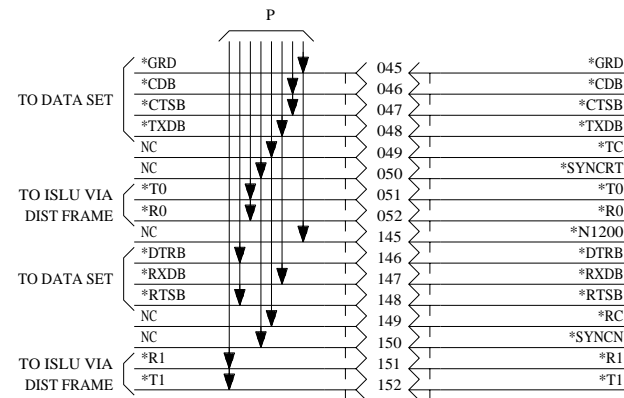 P
*GRD 045 *GRD
*CDB 046 *CDB
*CTSB 047 *CTSB
TO DATA SET
*TXDB 048 *TXDB
NC 049 *TC
NC 050 *SYNCRT
TO ISLU VIA
DIST FRAME
*T0 051 *T0
*R0 052 *R0
NC 145 *N1200
*DTRB 146 *DTRB
TO DATA SET
*RXDB 147 *RXDB
*RTSB 148 *RTSB
NC 149 *RC
NC 150 *SYNCN
TO ISLU VIA
DIST FRAME
*R1 151 *R1
*T1 152 *T1